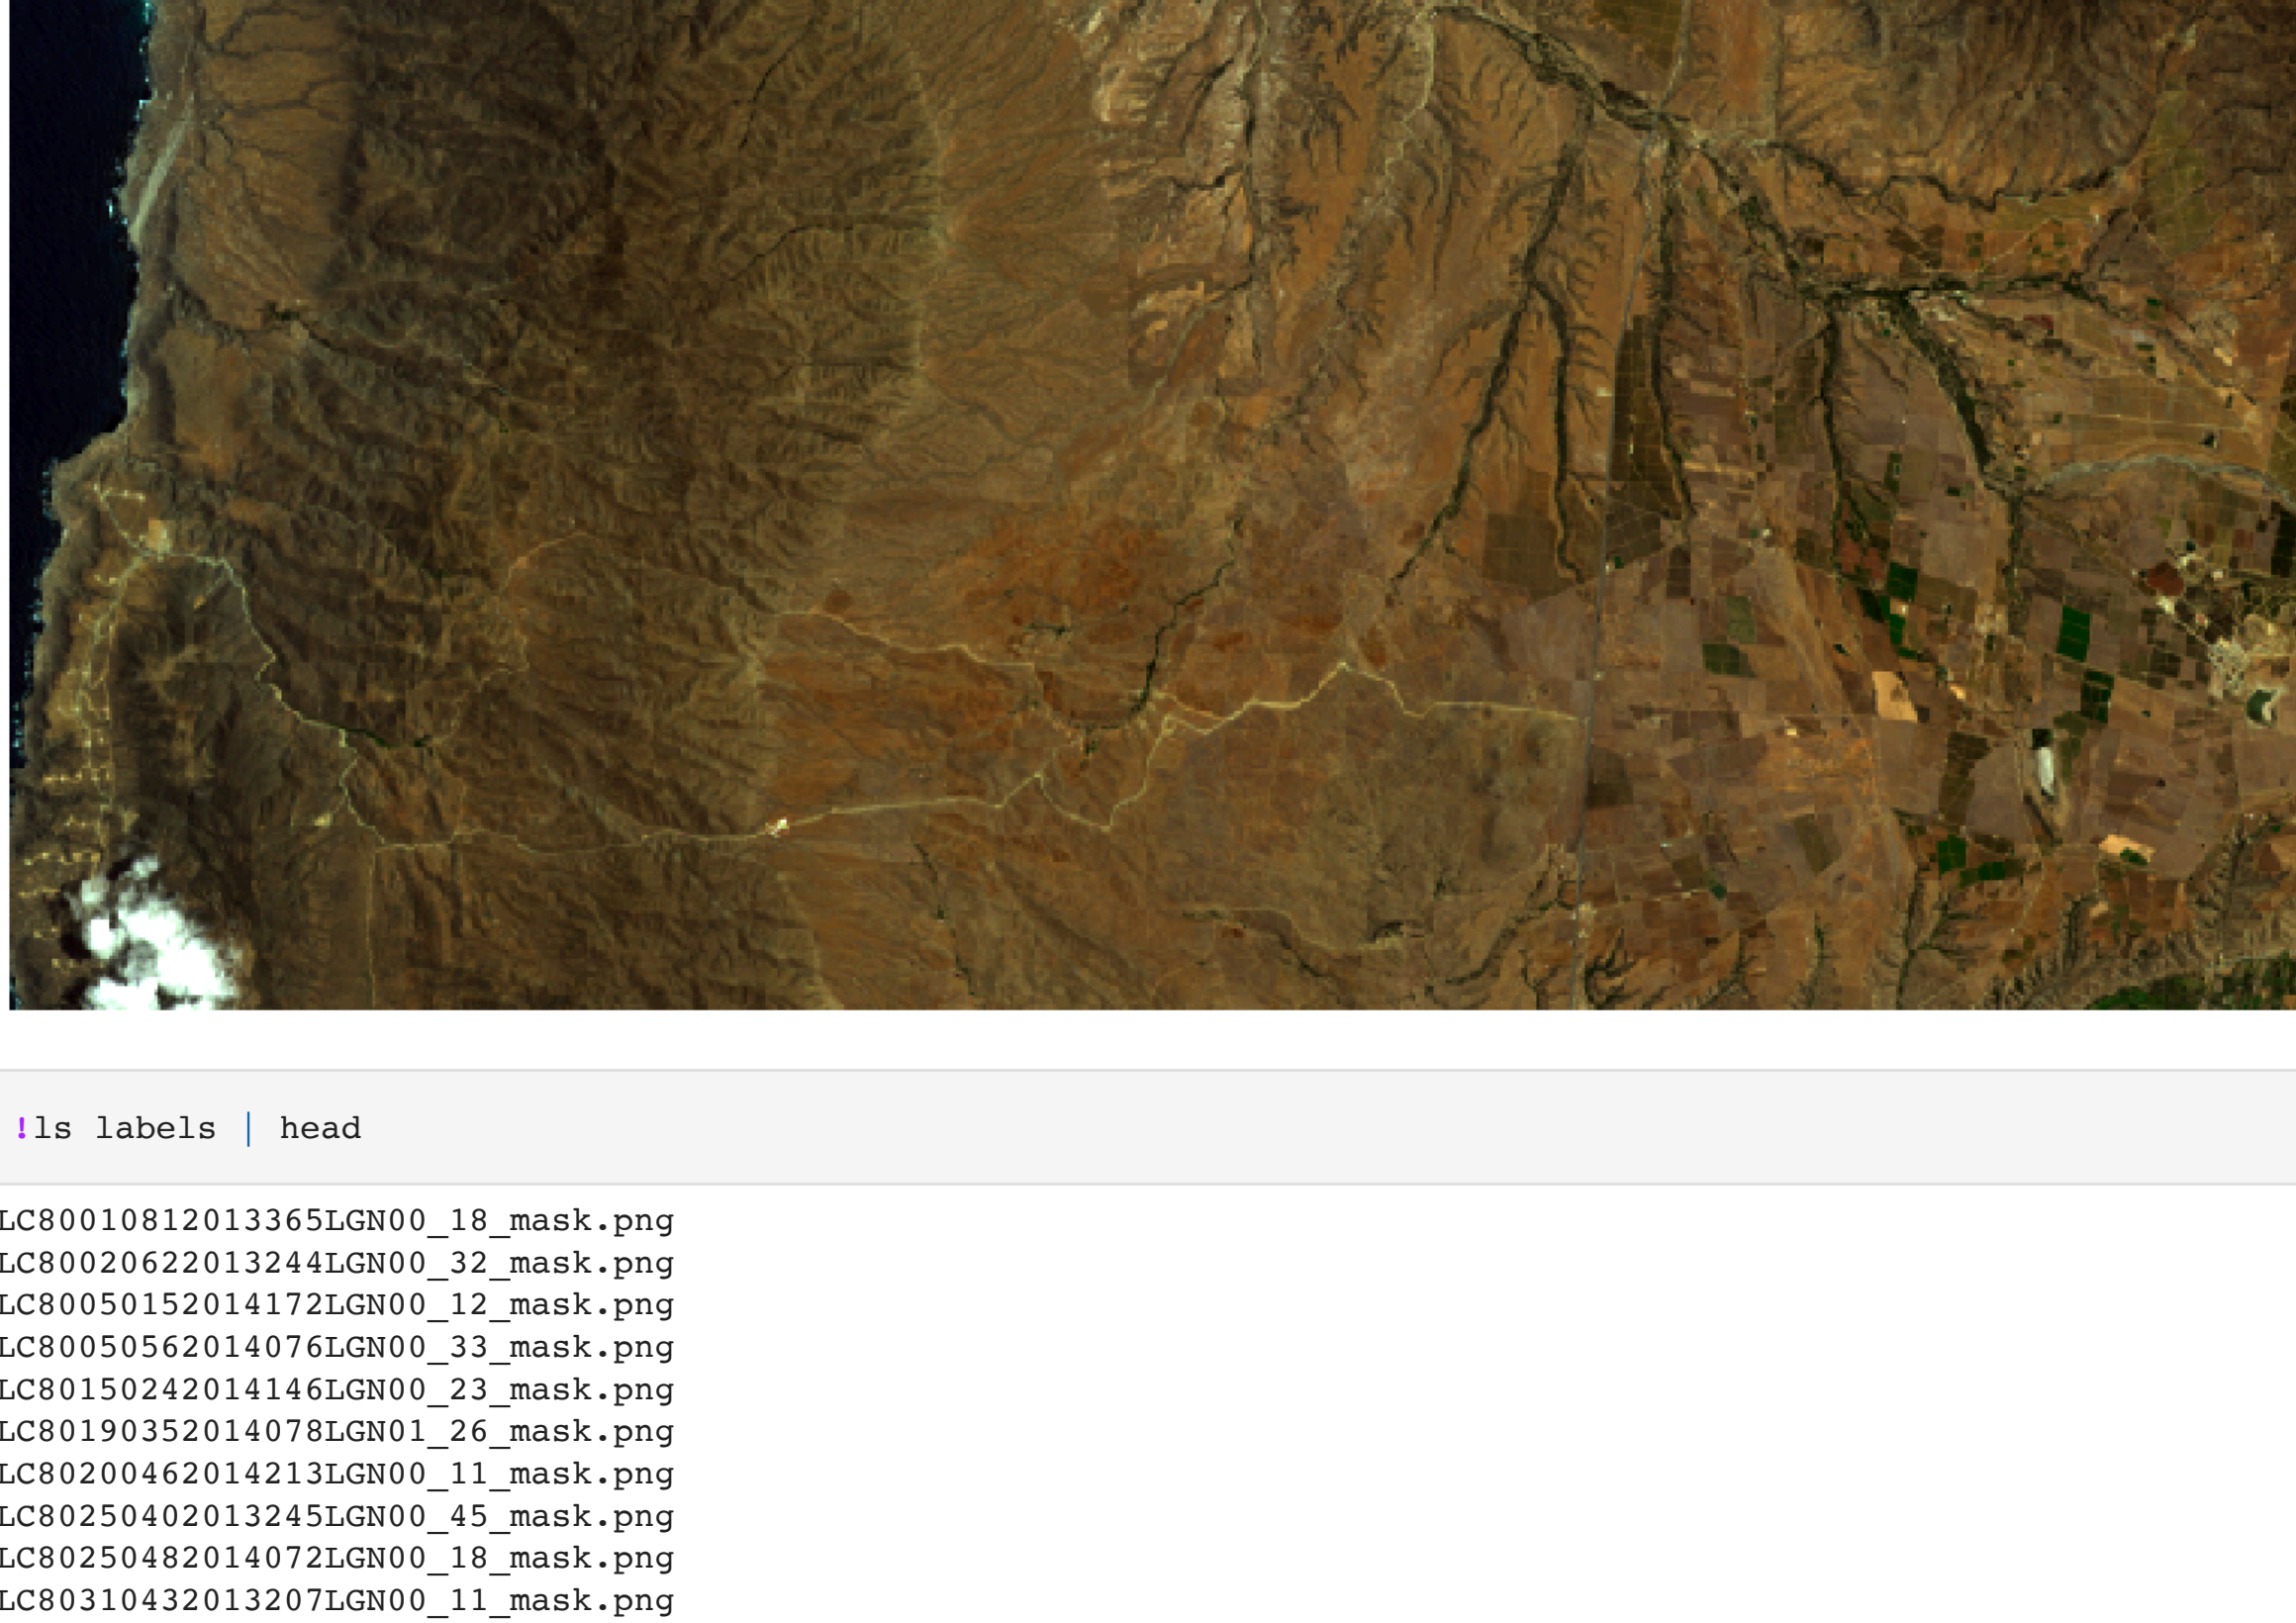 !ls labels | head
LC80010812013365LGN00_18_mask.png
LC80020622013244LGN00_32_mask.png
LC80050152014172LGN00_12_mask.png
LC80050562014076LGN00_33_mask.png
LC80150242014146LGN00_23_mask.png
LC80190352014078LGN01_26_mask.png
LC80200462014213LGN00_11_mask.png
LC80250402013245LGN00_45_mask.png
LC80250482014072LGN00_18_mask.png
LC80310432013207LGN00_11_mask.png